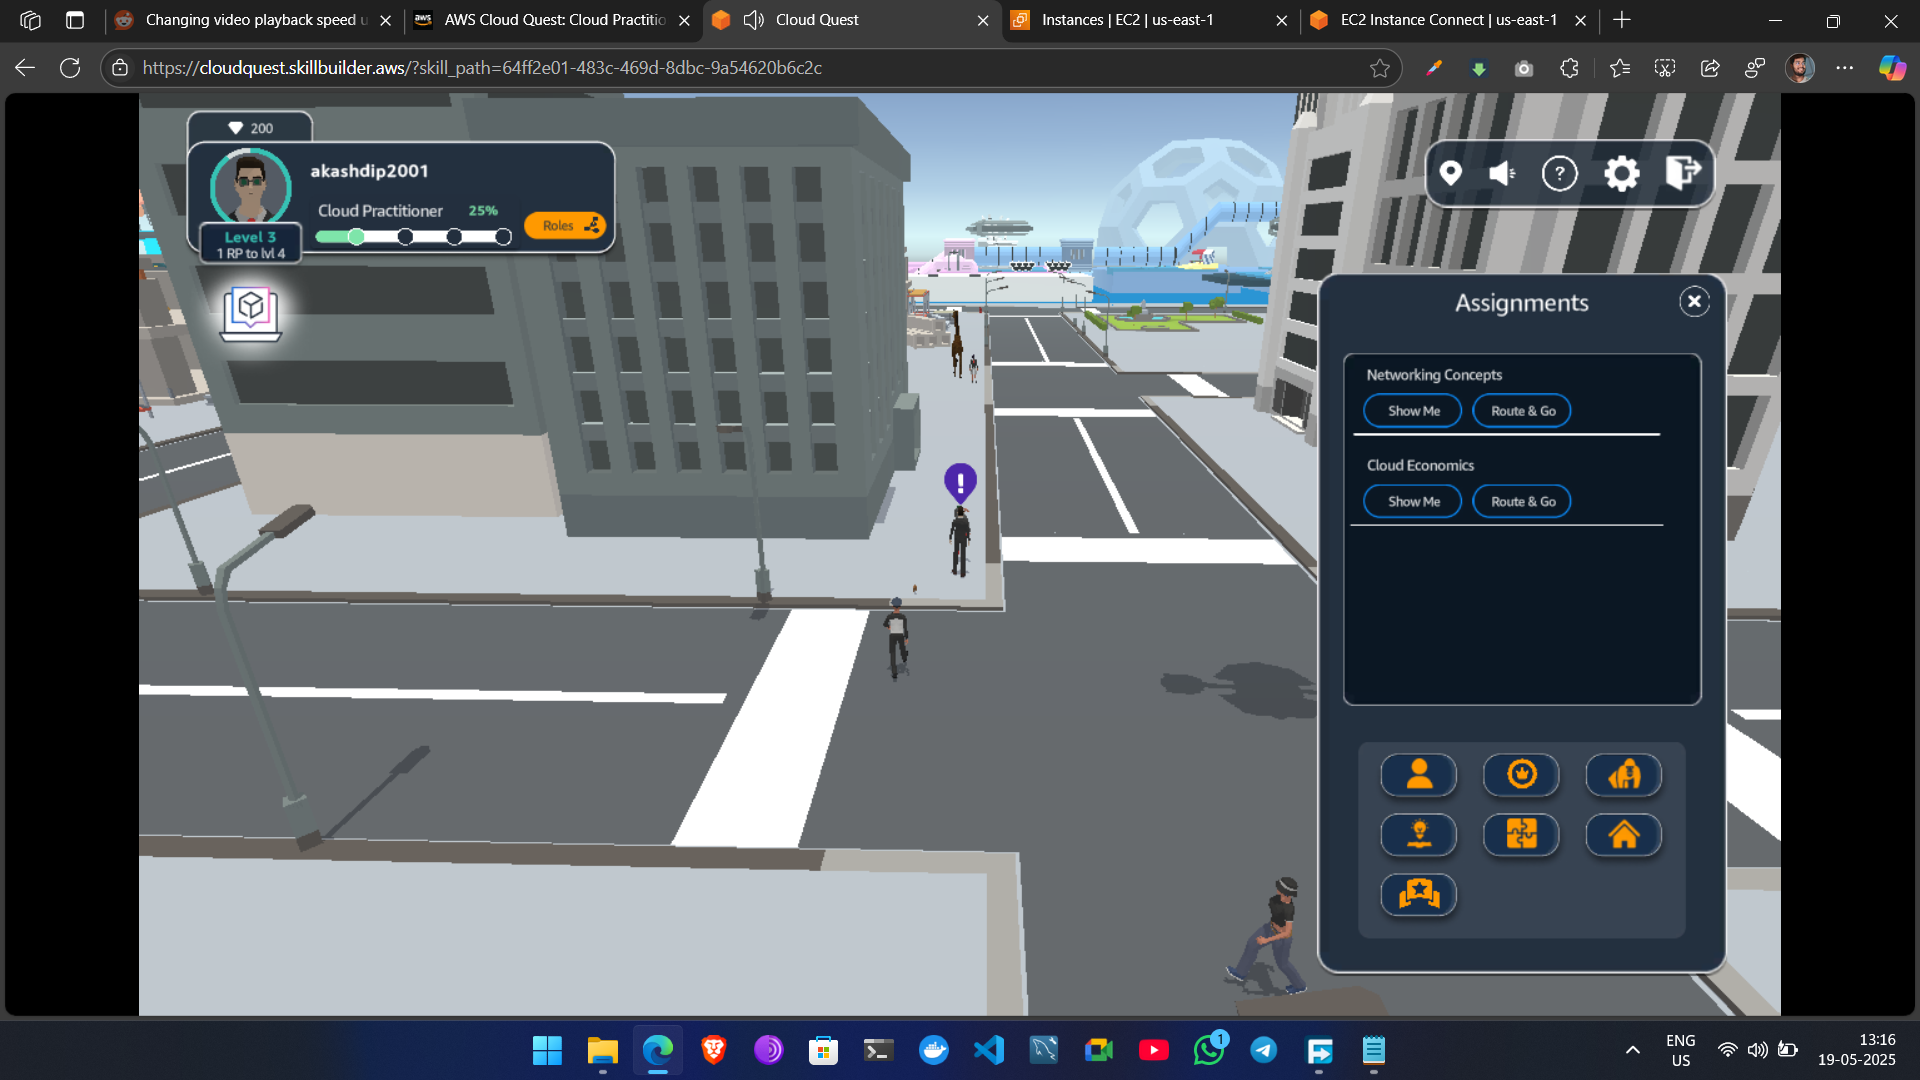 Changing video playback speed u
AWS Cloud Quest: Cloud Practitio
Cloud Quest
Instances | EC2 | us-east-1
EC2 Instance Connect | us-east-1
https://cloudquest.skillbuilder.aws/?skill_path=64ff2e01-483c-469d-8dbc-9a54620b6c2c
200
akashdip2001
Cloud Practitioner 25%
Roles
Level 3
1 RP to lvl 4
?
Assignments
Networking Concepts
Show Me Route & Go
Cloud Economics
Show Me Route & Go
!
1
ENG
US
13:16
19-05-2025